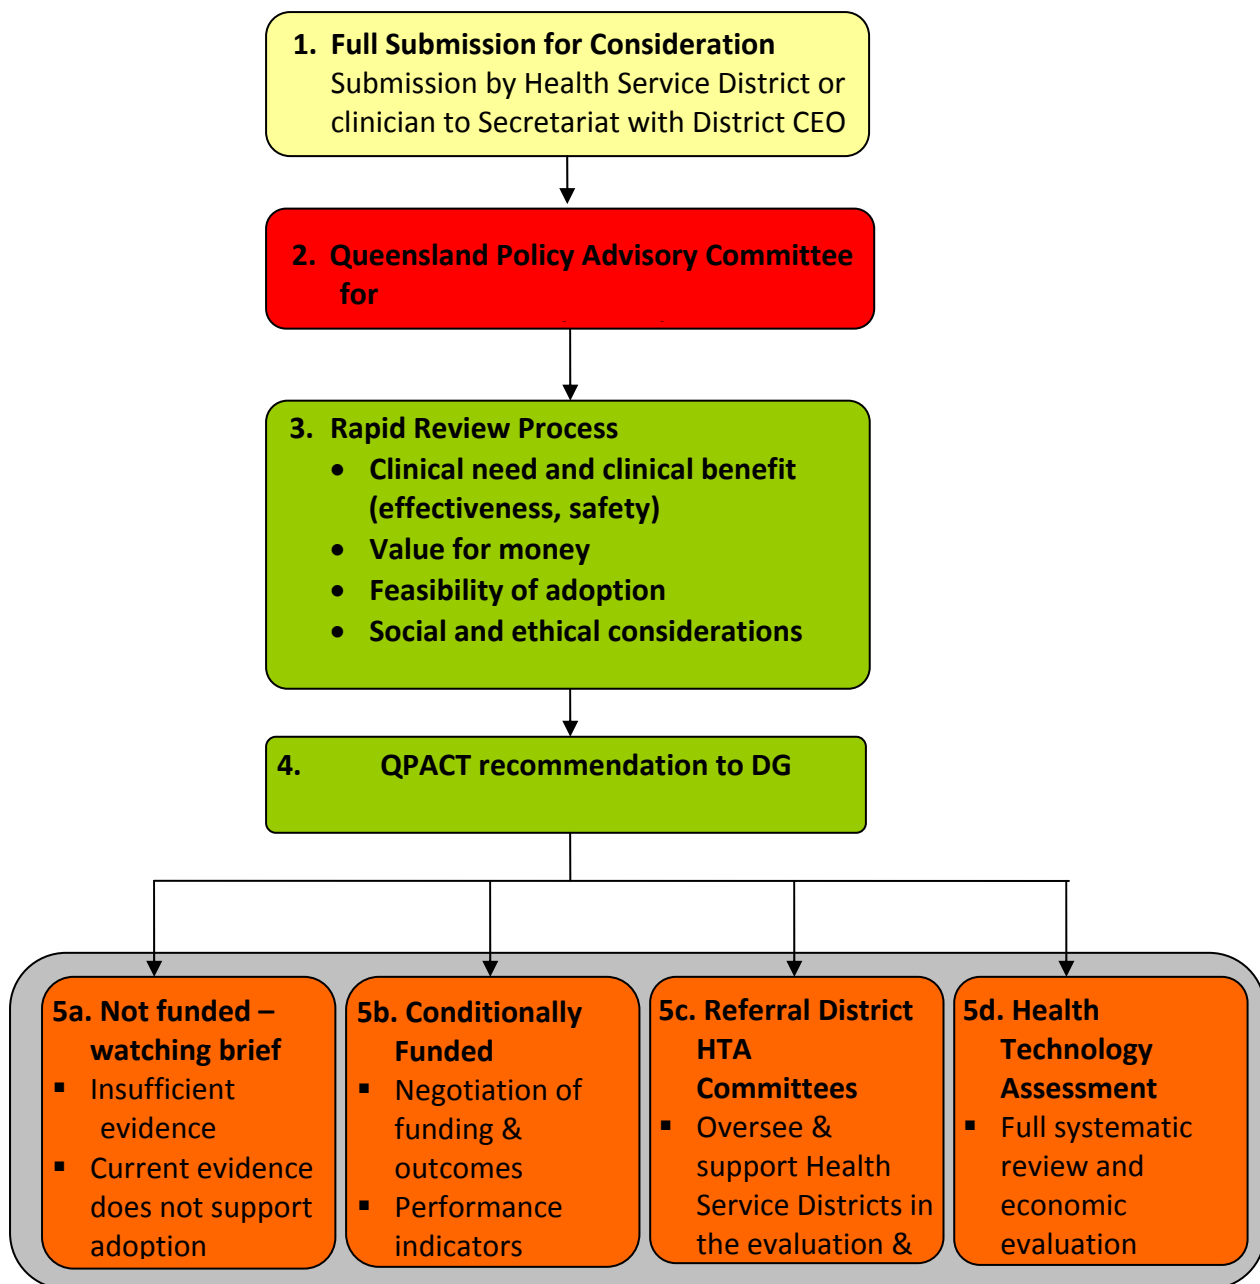 1. Full Submission for Consideration
Submission by Health Service District or
clinician to Secretariat with District CEO
2. Queensland Policy Advisory Committee
for
3. Rapid Review Process
• Clinical need and clinical benefit
(effectiveness, safety)
• Value for money
• Feasibility of adoption
• Social and ethical considerations
4. QPACT recommendation to DG
5a. Not funded –
watching brief
▪ Insufficient
evidence
▪ Current evidence
does not support
adoption
5b. Conditionally
Funded
▪ Negotiation of
funding &
outcomes
▪ Performance
indicators
5c. Referral District
HTA
Committees
▪ Oversee &
support Health
Service Districts in
the evaluation &
5d. Health
Technology
Assessment
▪ Full systematic
review and
economic
evaluation